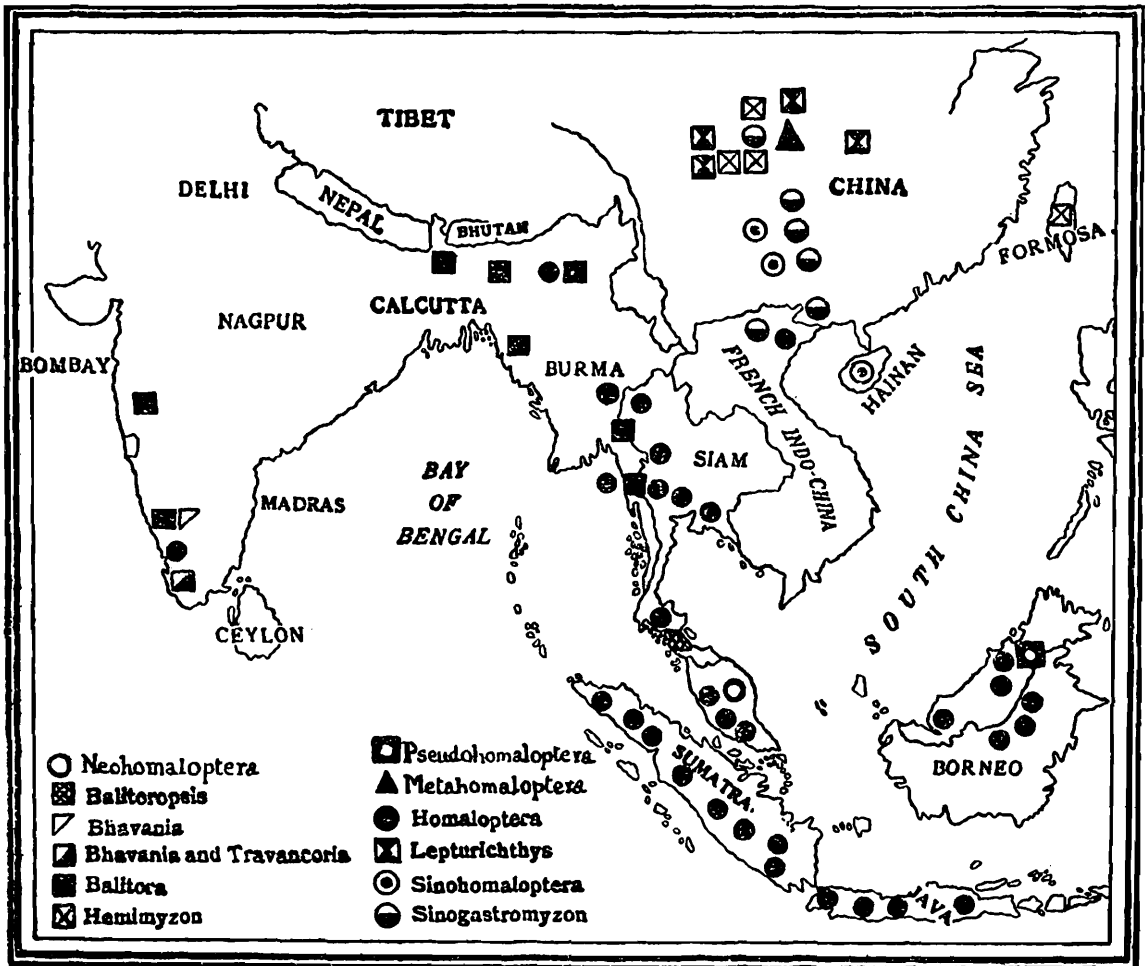 TIBET
CHINA
DELHI
NEPAL
BHUTAN
FORMOSA
CALCUTTA
NAGPUR
BOMBAY
BURMA
FRENCH INDO-CHINA
HAINAN
SIAM
MADRAS
BAY
OF
BENGAL
SOUTH CHINA SEA
CEYLON
SUMATRA.
BORNEO
JAVA
Neohomaloptera
Balitoropsis
Bhavania
Bhavania and Travancoria
Balitora
Hemimyzon
Pseudohomaloptera
Metahomaloptera
Homaloptera
Lepturichthys
Sinohomaloptera
Sinogastromyzon